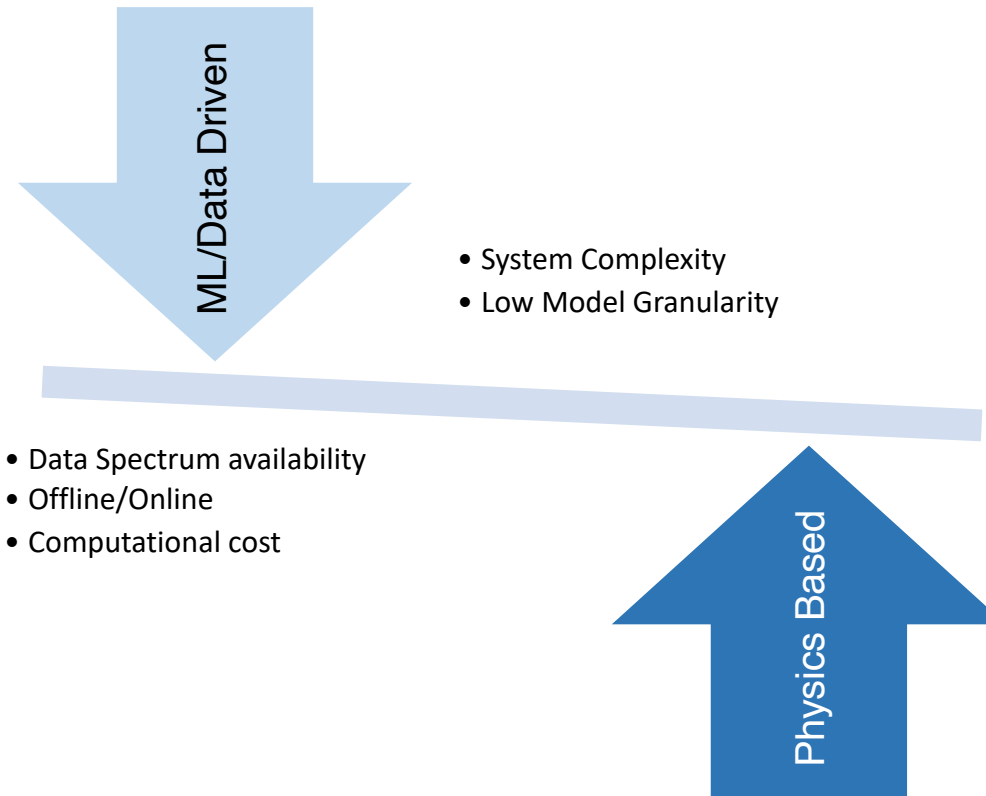 ML/Data Driven
• System Complexity
• Low Model Granularity
• Data Spectrum availability
• Offline/Online
• Computational cost
Physics Based